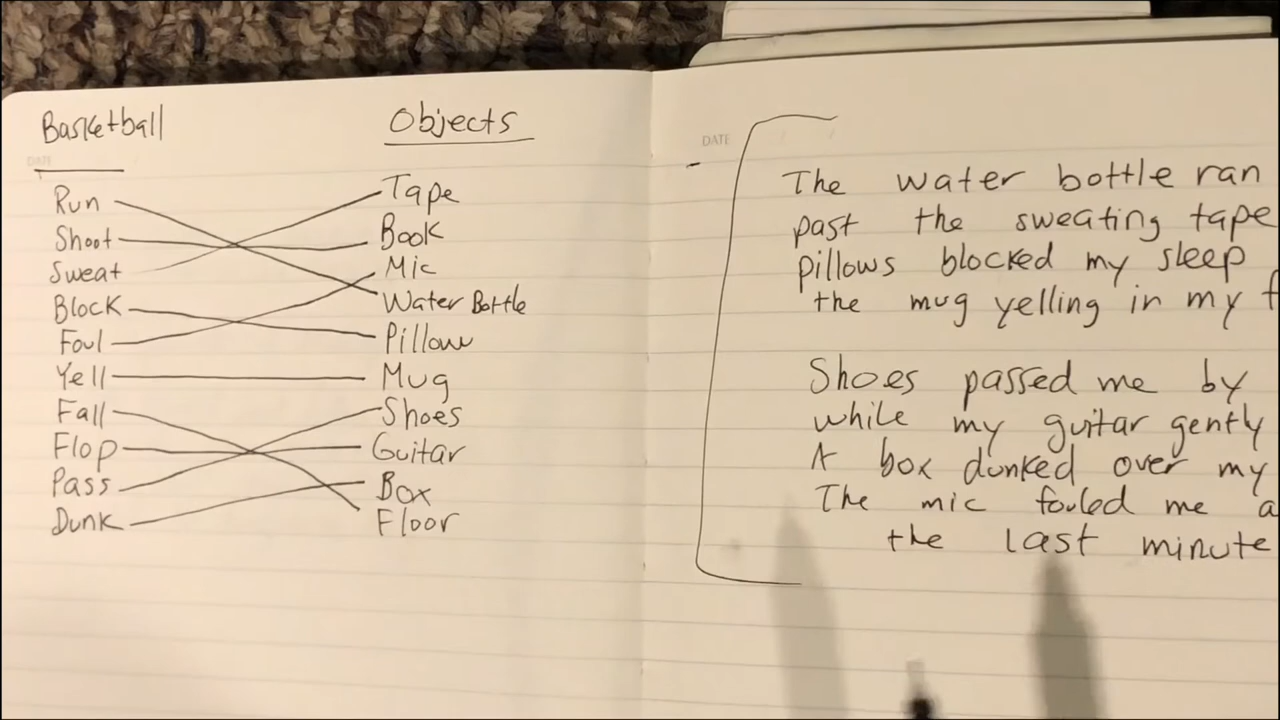 Basketball
Objects
DATE
Run
Shoot
Sweat
Block
Foul
Yell
Fall
Flop
Pass
Dunk
Tape
Book
Mic
Water Bottle
Pillow
Mug
Shoes
Guitar
Box
Floor
DATE
The water bottle ran
past the sweating tape
pillows blocked my sleep
the mug yelling in my
Shoes passed me by
while my guitar gently
A box dunked over my
The mic fouled me
the last minute